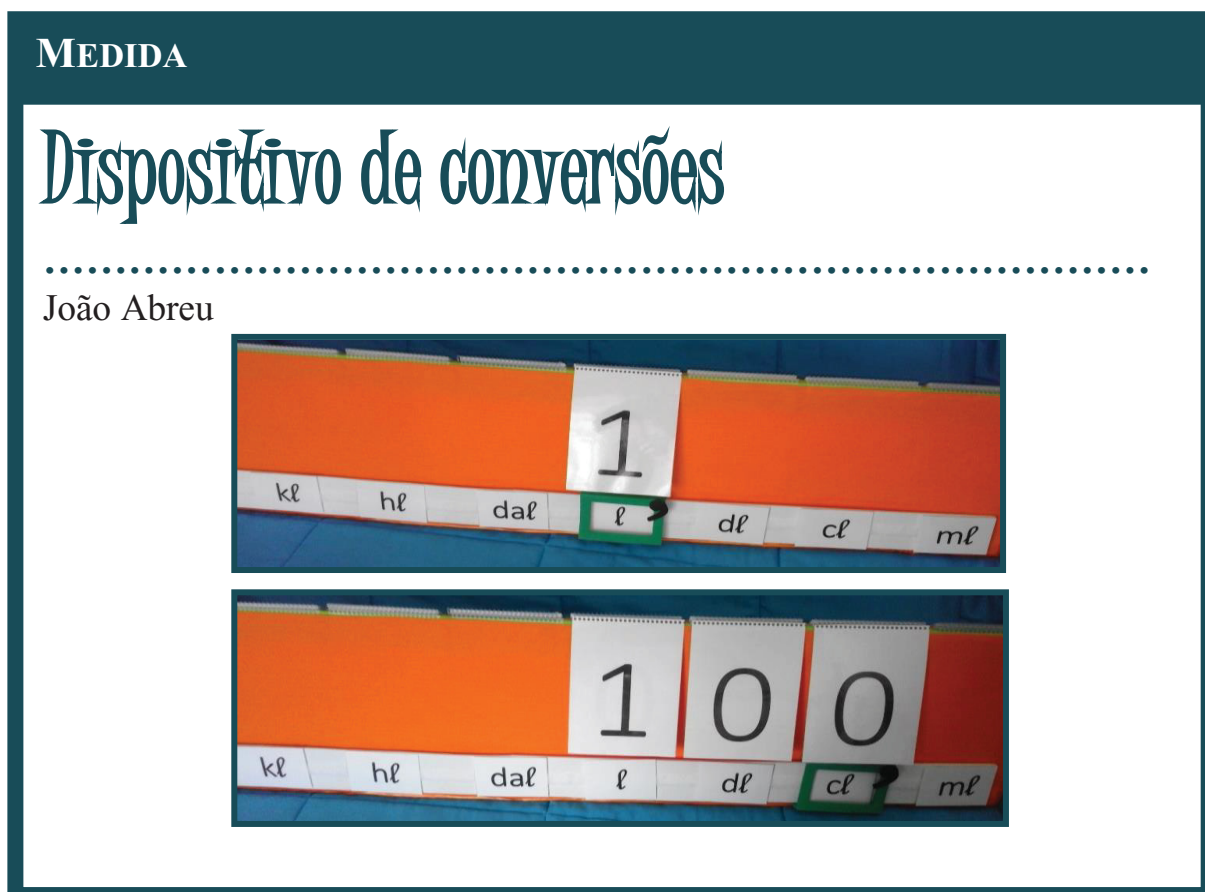 MEDIDA
Dispositivo de conversões
João Abreu
1
kℓ hℓ daℓ ℓ , dℓ cℓ mℓ
1 0 0
kℓ hℓ daℓ ℓ dℓ cℓ , mℓ